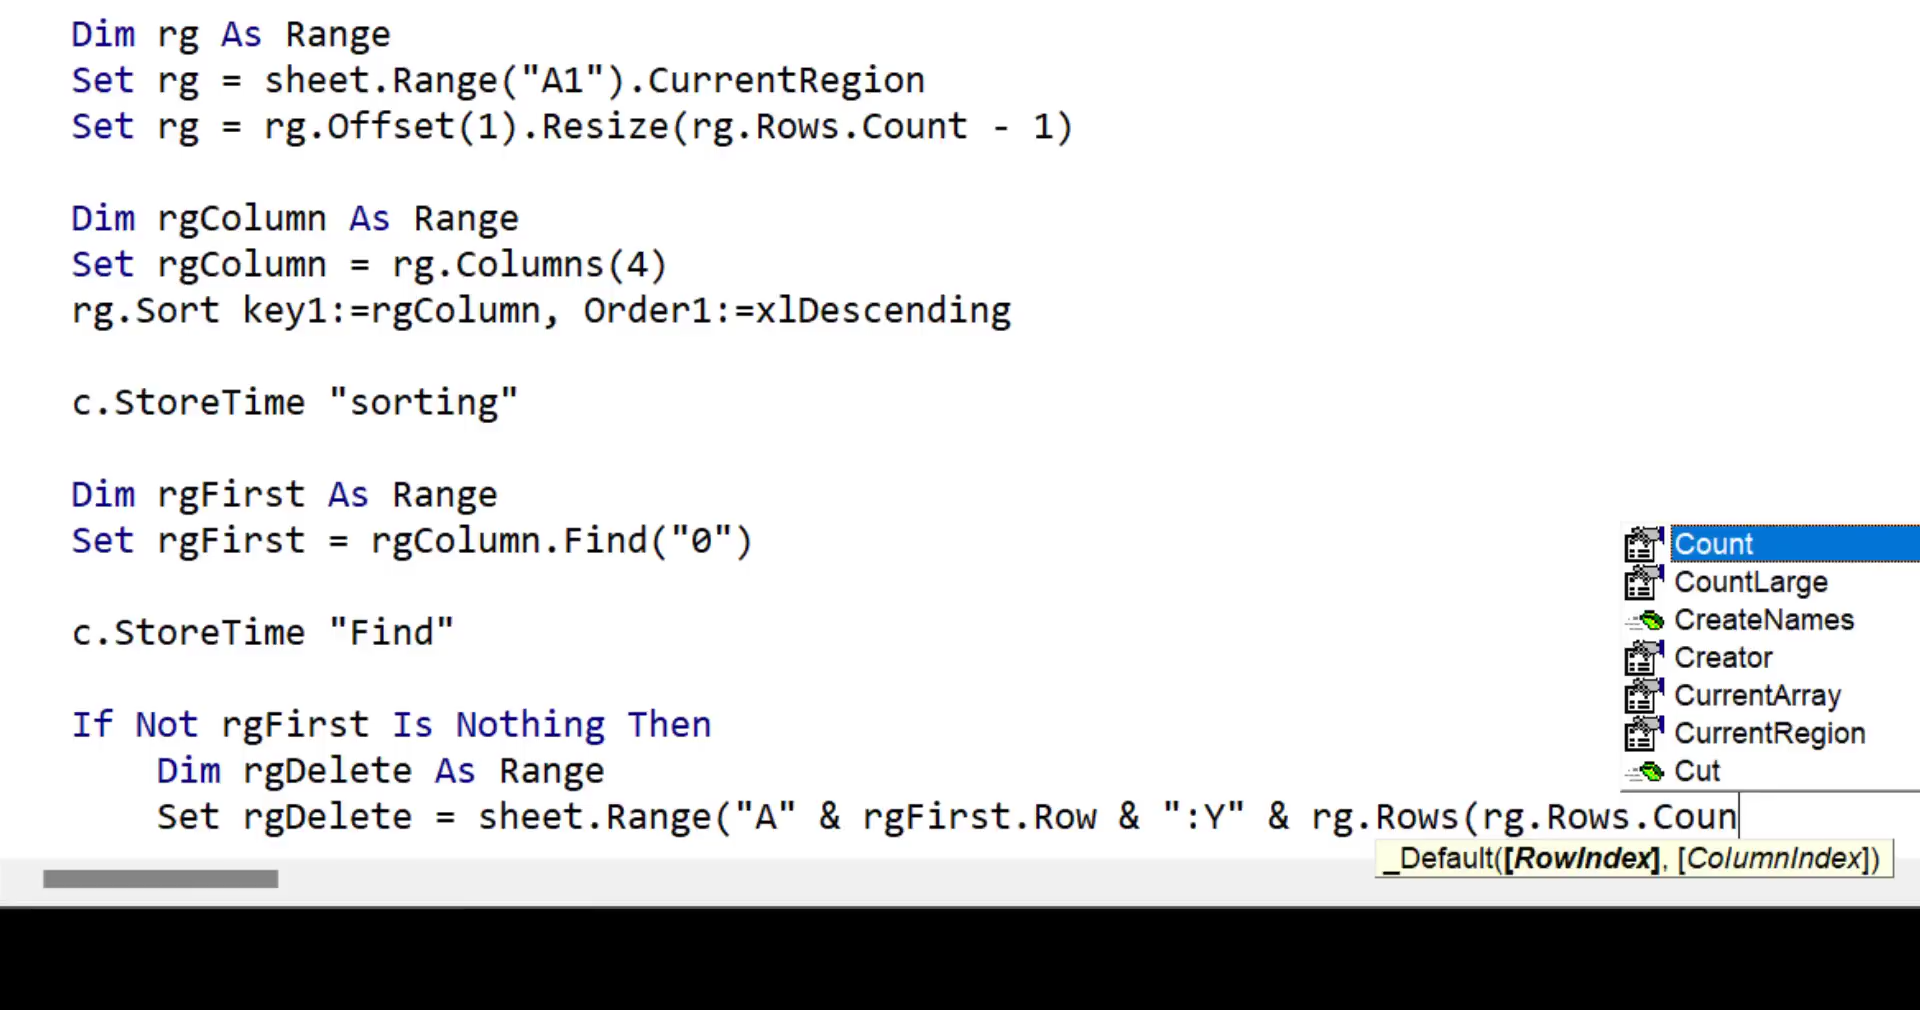 Dim rg As Range
Set rg = sheet.Range("A1").CurrentRegion
Set rg = rg.Offset(1).Resize(rg.Rows.Count - 1)
Dim rgColumn As Range
Set rgColumn = rg.Columns(4)
rg.Sort key1:=rgColumn, Order1:=xlDescending
c.StoreTime "sorting"
Dim rgFirst As Range
Set rgFirst = rgColumn.Find("0")
c.StoreTime "Find"
If Not rgFirst Is Nothing Then
Dim rgDelete As Range
Set rgDelete = sheet.Range("A" & rgFirst.Row & ":Y" & rg.Rows(rg.Rows.Coun
Count
CountLarge
CreateNames
Creator
CurrentArray
CurrentRegion
Cut
_Default([RowIndex], [ColumnIndex])